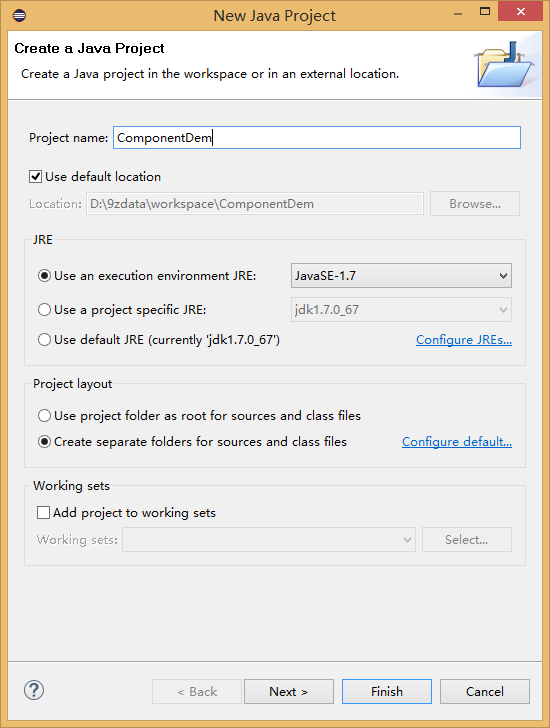 New Java Project
Create a Java Project
Create a Java project in the workspace or in an external location.
Project name: ComponentDem
Use default location
Location: D:\9zdata\workspace\ComponentDem Browse...
JRE
Use an execution environment JRE: JavaSE-1.7
Use a project specific JRE: jdk1.7.0_67
Use default JRE (currently 'jdk1.7.0_67') Configure JREs...
Project layout
Use project folder as root for sources and class files
Create separate folders for sources and class files Configure default...
Working sets
Add project to working sets
Working sets: Select...
? < Back Next > Finish Cancel